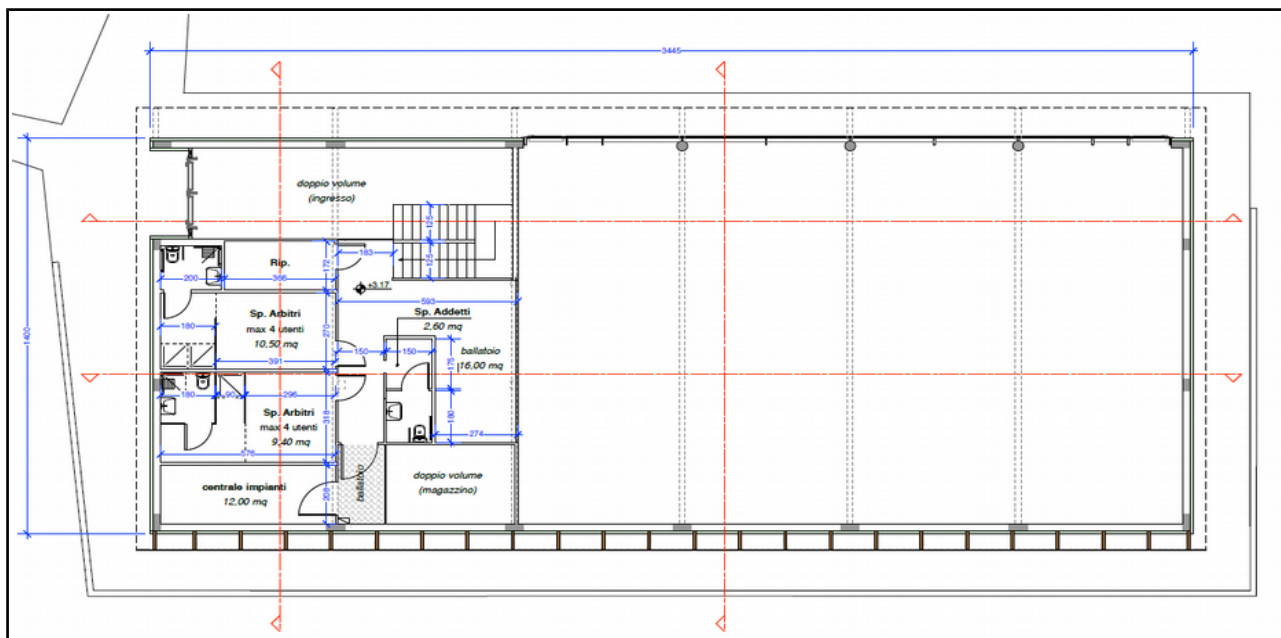 3445
1400
doppio volume
(ingresso)
125
125
183
Rip.
200
366
172
+3.17
593
Sp. Arbitri
max 4 utenti
10,50 mq
180
391
270
Sp. Addetti
2,60 mq
150
150
ballatoio
16,00 mq
175
180
90
296
Sp. Arbitri
max 4 utenti
9,40 mq
318
180
274
576
centrale impianti
12,00 mq
208
ballatoio
doppio volume
(magazzino)